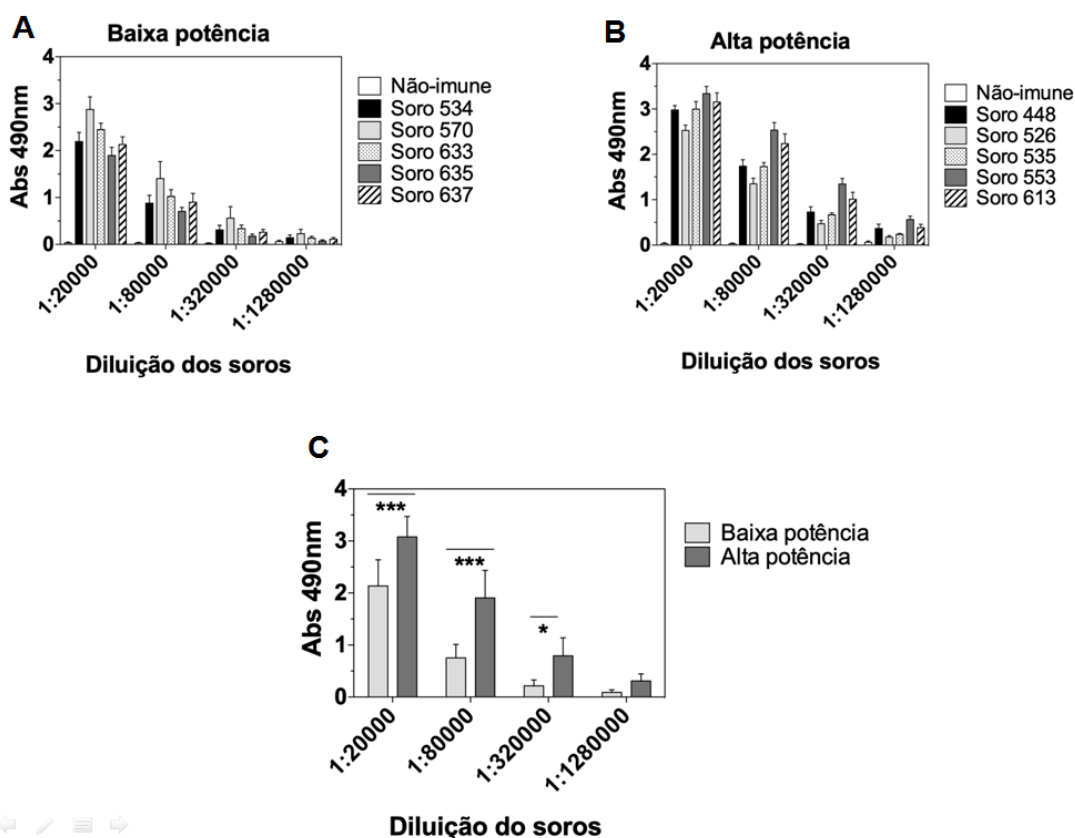 A
Baixa potência
Abs 490nm
4
3
2
1
0
1:20000
1:80000
1:320000
1:1280000
Diluição dos soros
Não-imune
Soro 534
Soro 570
Soro 633
Soro 635
Soro 637
B
Alta potência
Abs 490nm
4
3
2
1
0
1:20000
1:80000
1:320000
1:1280000
Diluição dos soros
Não-imune
Soro 448
Soro 526
Soro 535
Soro 553
Soro 613
C
Abs 490nm
4
3
2
1
0
***
***
*
1:20000
1:80000
1:320000
1:1280000
Diluição do soros
Baixa potência
Alta potência